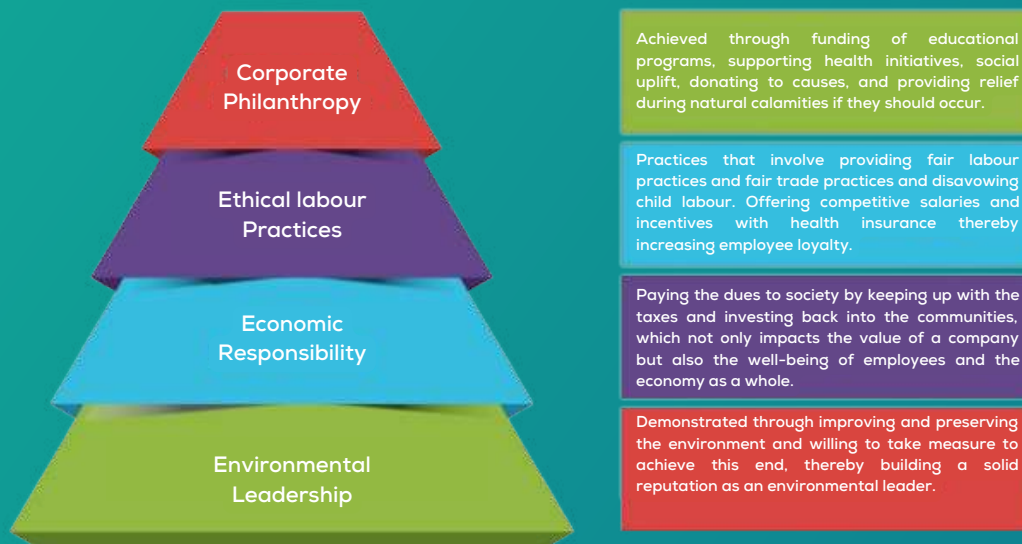 Corporate
Philanthropy
Achieved through funding of educational
programs, supporting health initiatives, social
uplift, donating to causes, and providing relief
during natural calamities if they should occur.
Ethical labour
Practices
Practices that involve providing fair labour
practices and fair trade practices and disavowing
child labour. Offering competitive salaries and
incentives with health insurance thereby
increasing employee loyalty.
Economic
Responsibility
Paying the dues to society by keeping up with the
taxes and investing back into the communities,
which not only impacts the value of a company
but also the well-being of employees and the
economy as a whole.
Environmental
Leadership
Demonstrated through improving and preserving
the environment and willing to take measure to
achieve this end, thereby building a solid
reputation as an environmental leader.